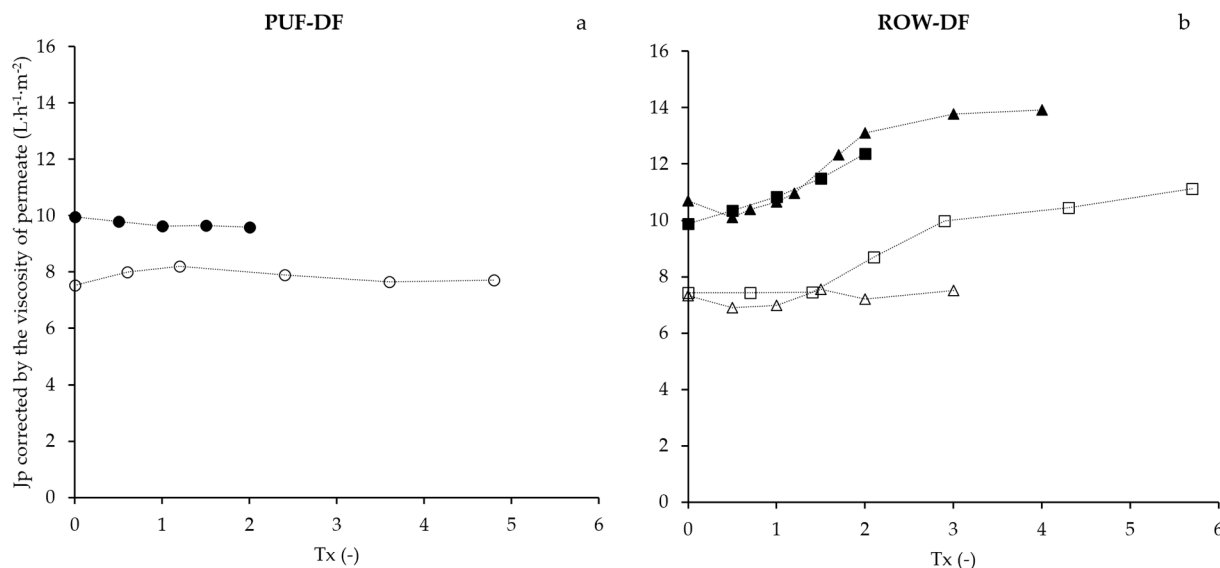 PUF-DF
a
16
14
12
10
8
6
4
2
0
0 1 2 3 4 5 6
Tx (-)
Jp corrected by the viscosity of permeate (L·h⁻¹·m⁻²)
ROW-DF
b
16
14
12
10
8
6
4
2
0
0 1 2 3 4 5 6
Tx (-)